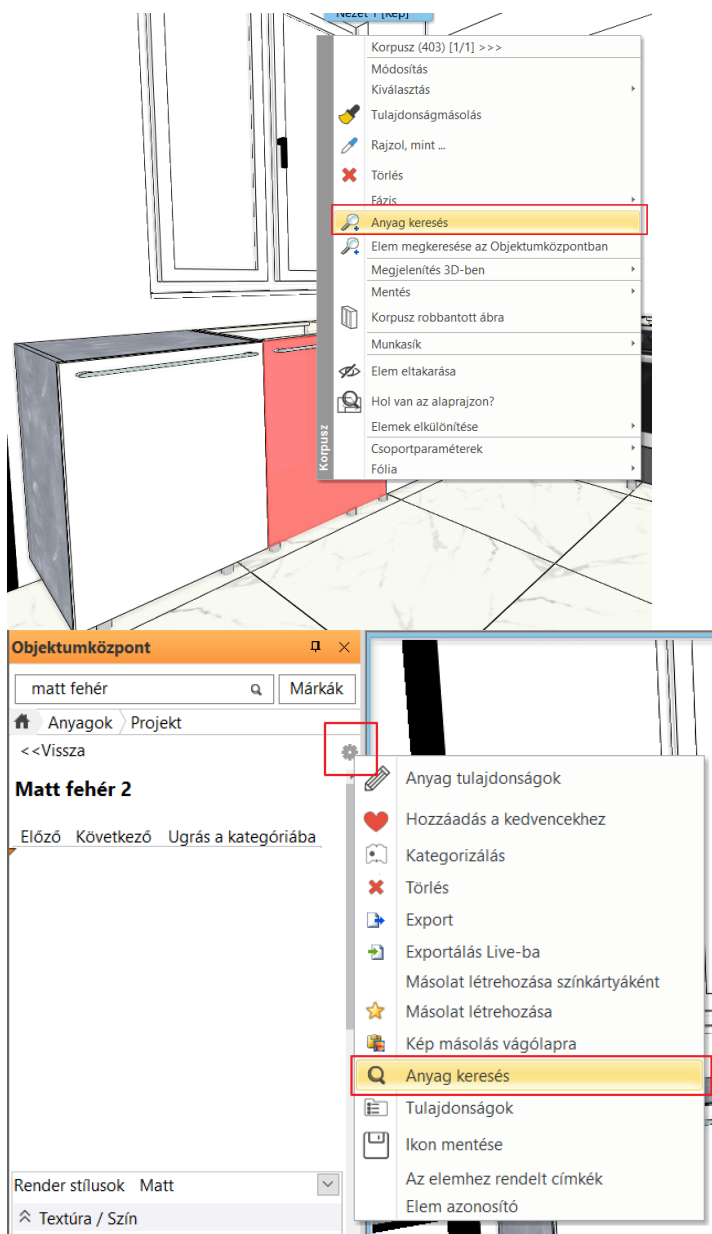 Nézet 1 [Kép]
Korpusz (403) [1/1] >>>
Módosítás
Kiválasztás
Tulajdonságmásolás
Rajzol, mint ...
Törlés
Fázis
Anyag keresés
Elem megkeresése az Objektumközpontban
Megjelenítés 3D-ben
Mentés
Korpusz robbantott ábra
Munkasík
Elem eltakarása
Hol van az alaprajzon?
Elemek elkülönítése
Csoportparaméterek
Fólia
Korpusz
Objektumközpont
matt fehér
Márkák
Anyagok Projekt
<<Vissza
Matt fehér 2
Előző Következő Ugrás a kategóriába
Anyag tulajdonságok
Hozzáadás a kedvencekhez
Kategorizálás
Törlés
Export
Exportálás Live-ba
Másolat létrehozása színkártyaként
Másolat létrehozása
Kép másolás vágólapra
Anyag keresés
Tulajdonságok
Ikon mentése
Az elemhez rendelt címkék
Elem azonosító
Render stílusok Matt
Textúra / Szín